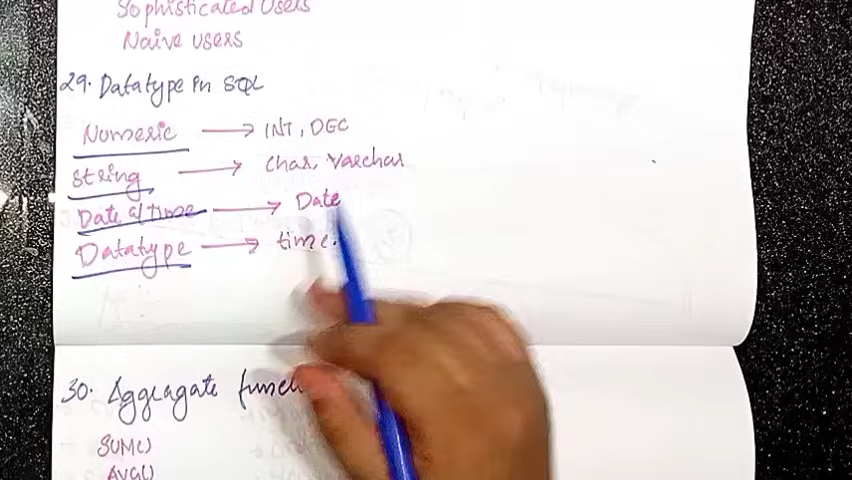 Sophisticated Users
Naive users
29. Datatype in SQL
Numeric → INT, DEC
String → Char, Varchar
Date & time → Date
Datatype → time.
30. Aggregate func
SUM()
AVG()